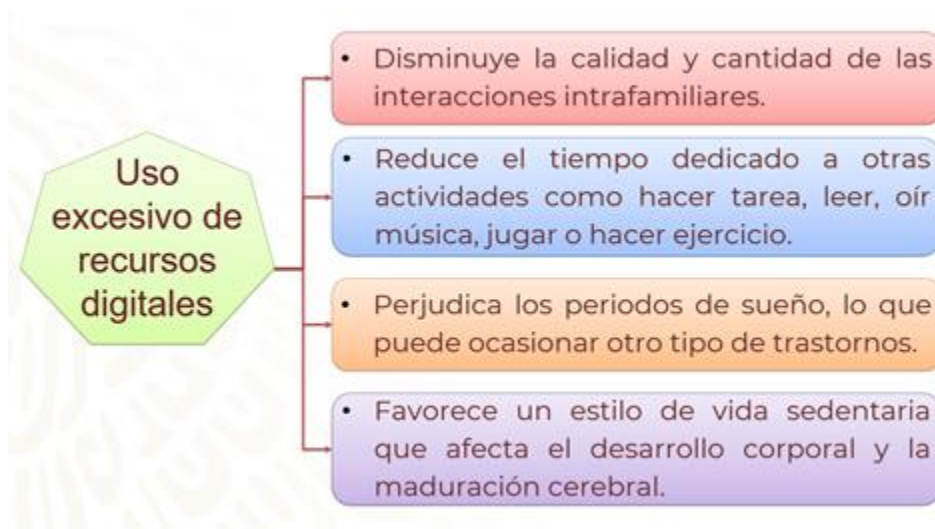 Uso
excesivo de
recursos
digitales
• Disminuye la calidad y cantidad de las
interacciones intrafamiliares.
• Reduce el tiempo dedicado a otras
actividades como hacer tarea, leer, oír
música, jugar o hacer ejercicio.
• Perjudica los periodos de sueño, lo que
puede ocasionar otro tipo de trastornos.
• Favorece un estilo de vida sedentaria
que afecta el desarrollo corporal y la
maduración cerebral.